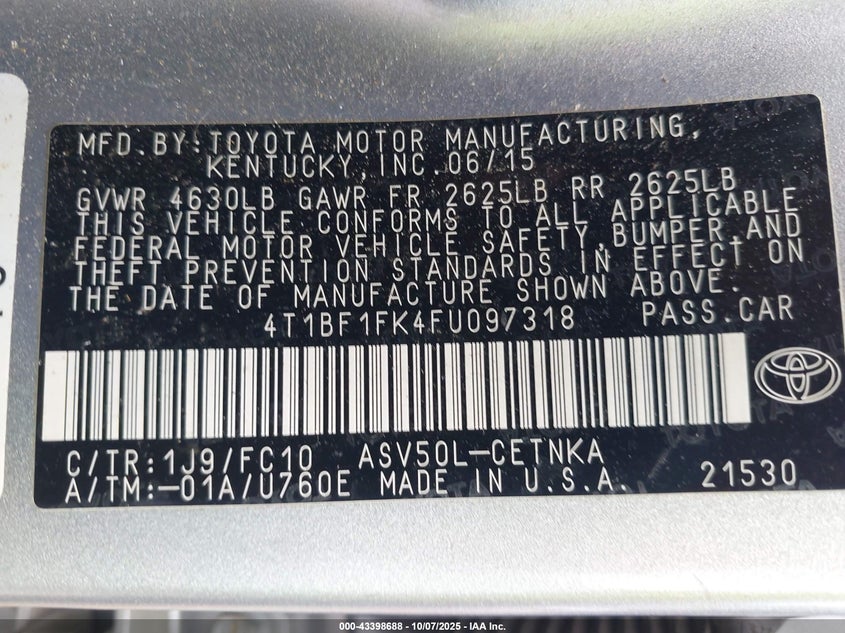 MFD. BY: TOYOTA MOTOR MANUFACTURING,
KENTUCKY, INC. 06/15
GVWR 4630LB GAWR FR 2625LB RR 2625LB
THIS VEHICLE CONFORMS TO ALL APPLICABLE
FEDERAL MOTOR VEHICLE SAFETY, BUMPER, AND
THEFT PREVENTION STANDARDS IN EFFECT ON
THE DATE OF MANUFACTURE SHOWN ABOVE.
4T1BF1FK4FU097318 PASS. CAR
C/TR: 1J9/FC10 ASV50L-CETNKA
A/TM:-01A/U760E MADE IN U.S.A. 21530
000-43398688 - 10/07/2025 - IAA Inc.